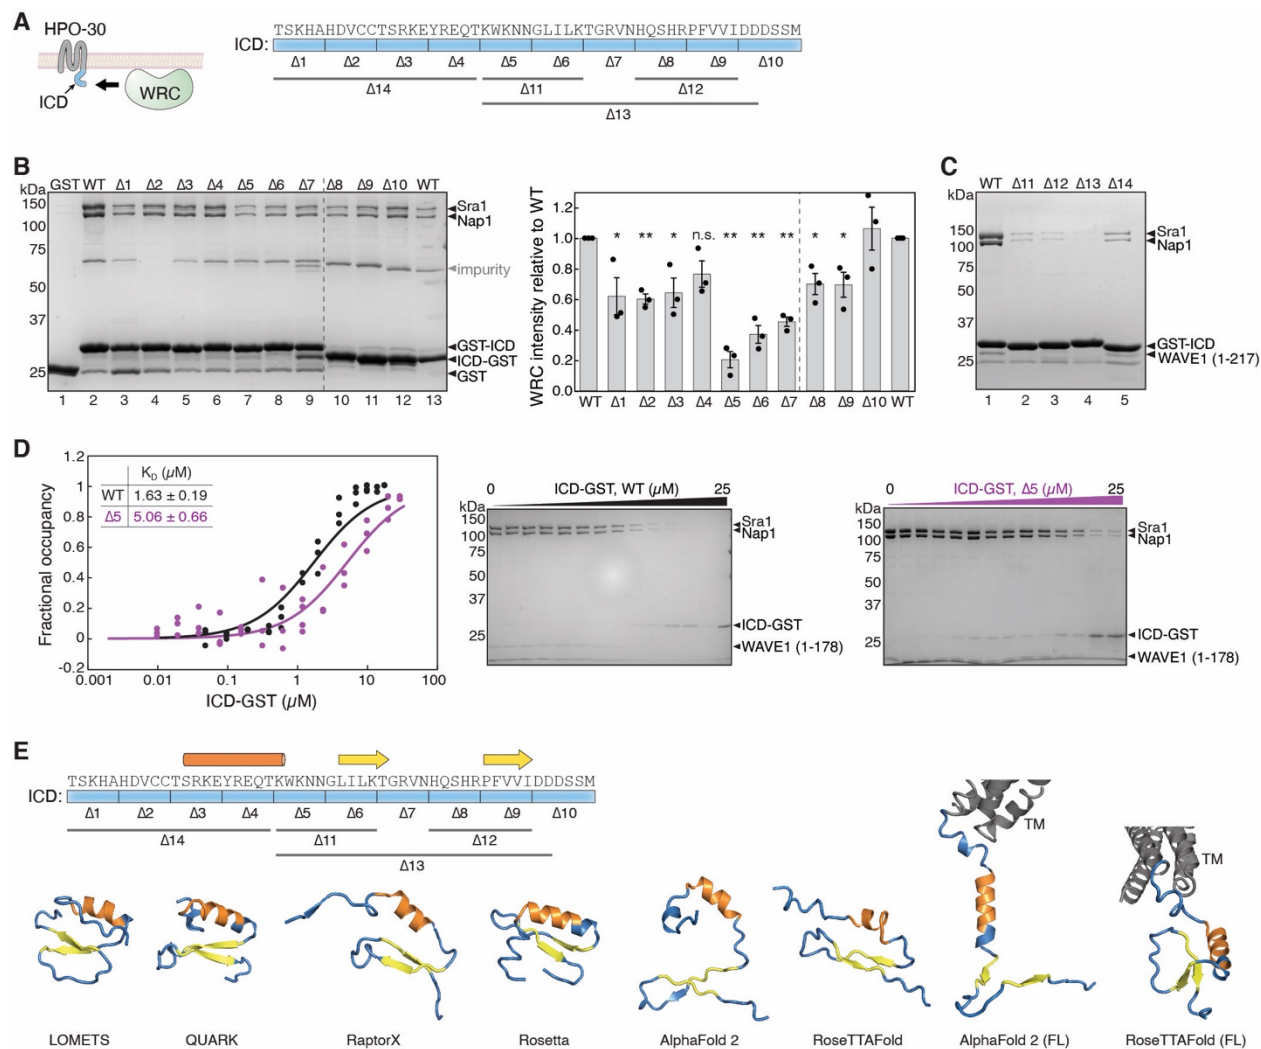 A
HPO-30
ICD
WRC
TSKHAHDVCCTSRKEYREQTKWKNNGLILKTGRVNHQSHRPFVVIDDDSSM
ICD:
Δ1 Δ2 Δ3 Δ4 Δ5 Δ6 Δ7 Δ8 Δ9 Δ10
Δ14 Δ11 Δ12
Δ13
B
GST WT Δ1 Δ2 Δ3 Δ4 Δ5 Δ6 Δ7 Δ8 Δ9 Δ10 WT
kDa
150
100
75
50
37
25
Sra1
Nap1
impurity
GST-ICD
ICD-GST
GST
1 2 3 4 5 6 7 8 9 10 11 12 13
WRC intensity relative to WT
1.2
1.0
0.8
0.6
0.4
0.2
0.0
* ** * n.s. ** ** ** * *
WT Δ1 Δ2 Δ3 Δ4 Δ5 Δ6 Δ7 Δ8 Δ9 Δ10 WT
C
WT Δ11 Δ12 Δ13 Δ14
kDa
150
100
75
50
37
25
Sra1
Nap1
GST-ICD
WAVE1 (1-217)
1 2 3 4 5
D
Fractional occupancy
1.2
1
0.8
0.6
0.4
0.2
0
-0.2
KD (µM)
WT 1.63 ± 0.19
Δ5 5.06 ± 0.66
0.001 0.01 0.1 1 10 100
ICD-GST (µM)
0 ICD-GST, WT (µM) 25
kDa
150
100
75
50
37
25
Sra1
Nap1
ICD-GST
WAVE1 (1-178)
0 ICD-GST, Δ5 (µM) 25
kDa
150
100
75
50
37
25
Sra1
Nap1
ICD-GST
WAVE1 (1-178)
E
TSKHAHDVCCTSRKEYREQTKWKNNGLILKTGRVNHQSHRPFVVIDDDSSM
ICD:
Δ1 Δ2 Δ3 Δ4 Δ5 Δ6 Δ7 Δ8 Δ9 Δ10
Δ14 Δ11 Δ12
Δ13
TM
TM
LOMETS QUARK RaptorX Rosetta AlphaFold 2 RoseTTAFold AlphaFold 2 (FL) RoseTTAFold (FL)